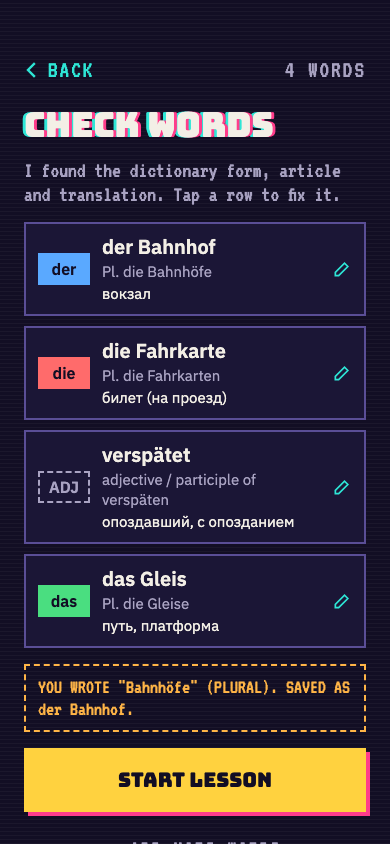 BACK
4 WORDS
CHECK WORDS
I found the dictionary form, article
and translation. Tap a row to fix it.
der
der Bahnhof
Pl. die Bahnhöfe
вокзал
die
die Fahrkarte
Pl. die Fahrkarten
билет (на проезд)
ADJ
verspätet
adjective / participle of
verspäten
опоздавший, с опозданием
das
das Gleis
Pl. die Gleise
путь, платформа
YOU WROTE "Bahnhöfe" (PLURAL). SAVED AS
der Bahnhof.
START LESSON